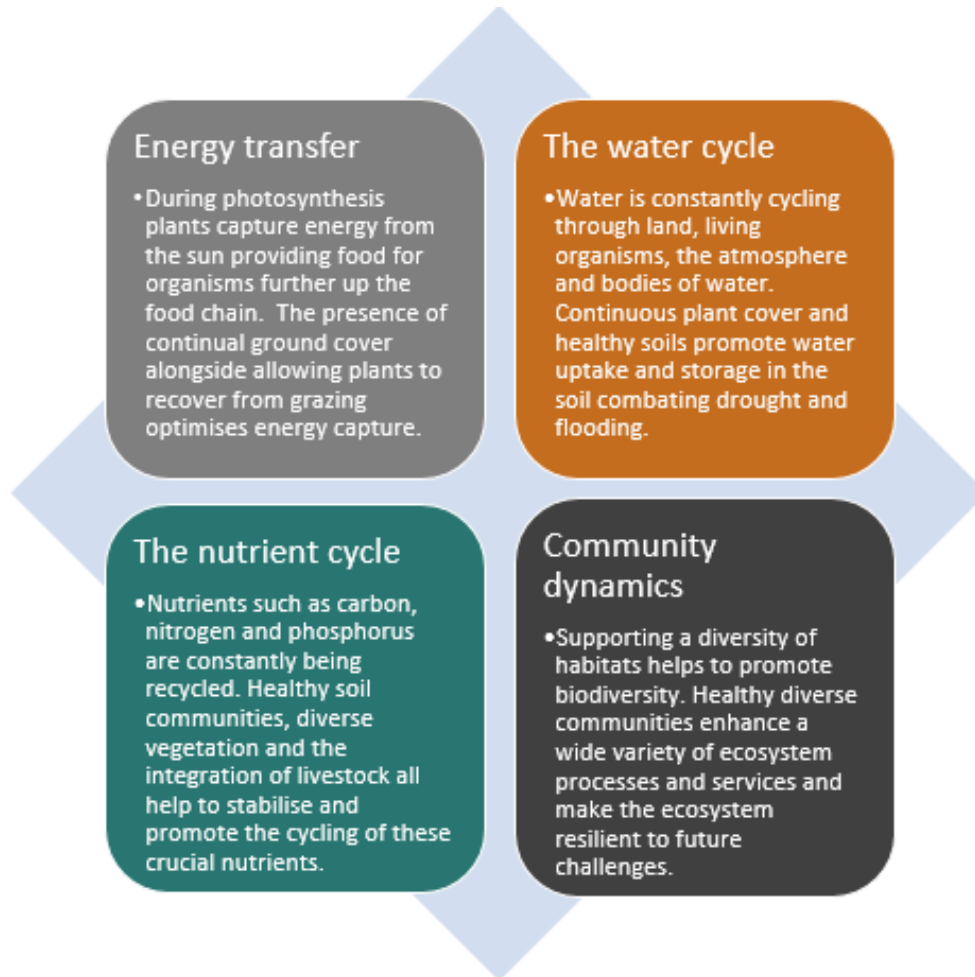 Energy transfer
•During photosynthesis
plants capture energy from
the sun providing food for
organisms further up the
food chain.  The presence of
continual ground cover
alongside allowing plants to
recover from grazing
optimises energy capture.
The water cycle
•Water is constantly cycling
through land, living
organisms, the atmosphere
and bodies of water.
Continuous plant cover and
healthy soils promote water
uptake and storage in the
soil combating drought and
flooding.
The nutrient cycle
•Nutrients such as carbon,
nitrogen and phosphorus
are constantly being
recycled. Healthy soil
communities, diverse
vegetation and the
integration of livestock all
help to stabilise and
promote the cycling of these
crucial nutrients.
Community
dynamics
•Supporting a diversity of
habitats helps to promote
biodiversity. Healthy diverse
communities enhance a
wide variety of ecosystem
processes and services and
make the ecosystem
resilient to future
challenges.